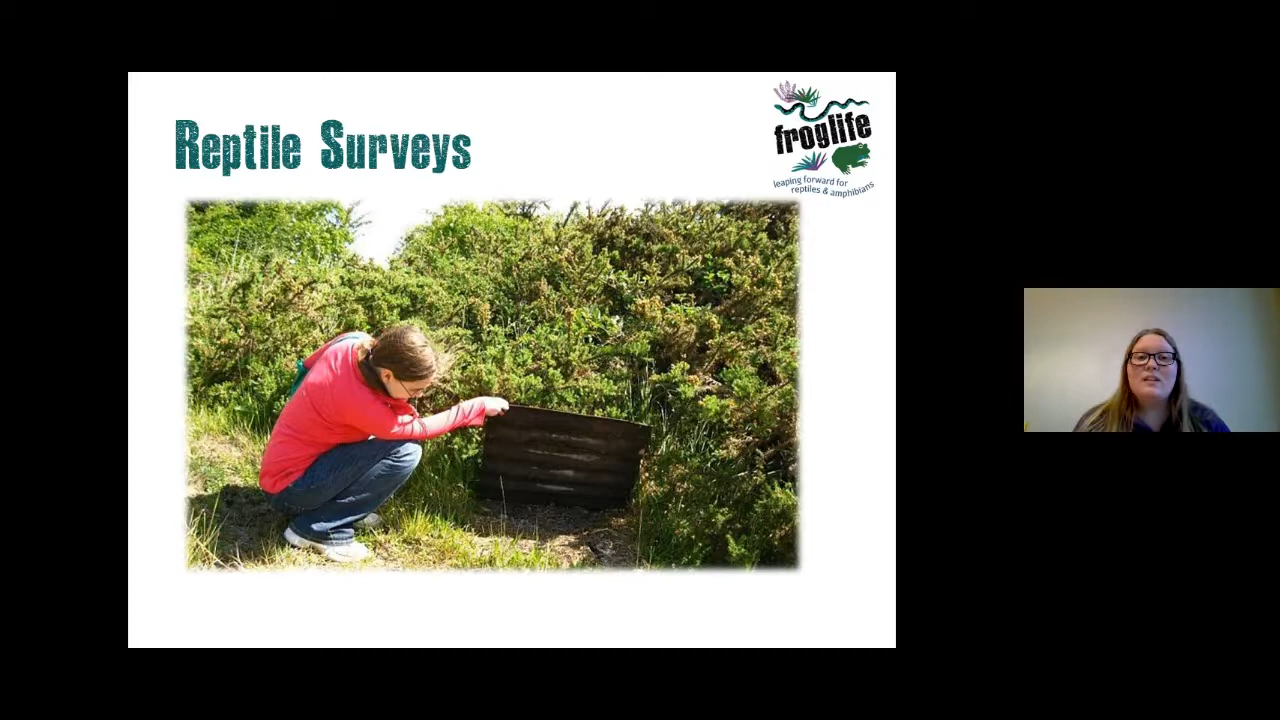 Reptile Surveys
froglife
leaping forward for
reptiles & amphibians